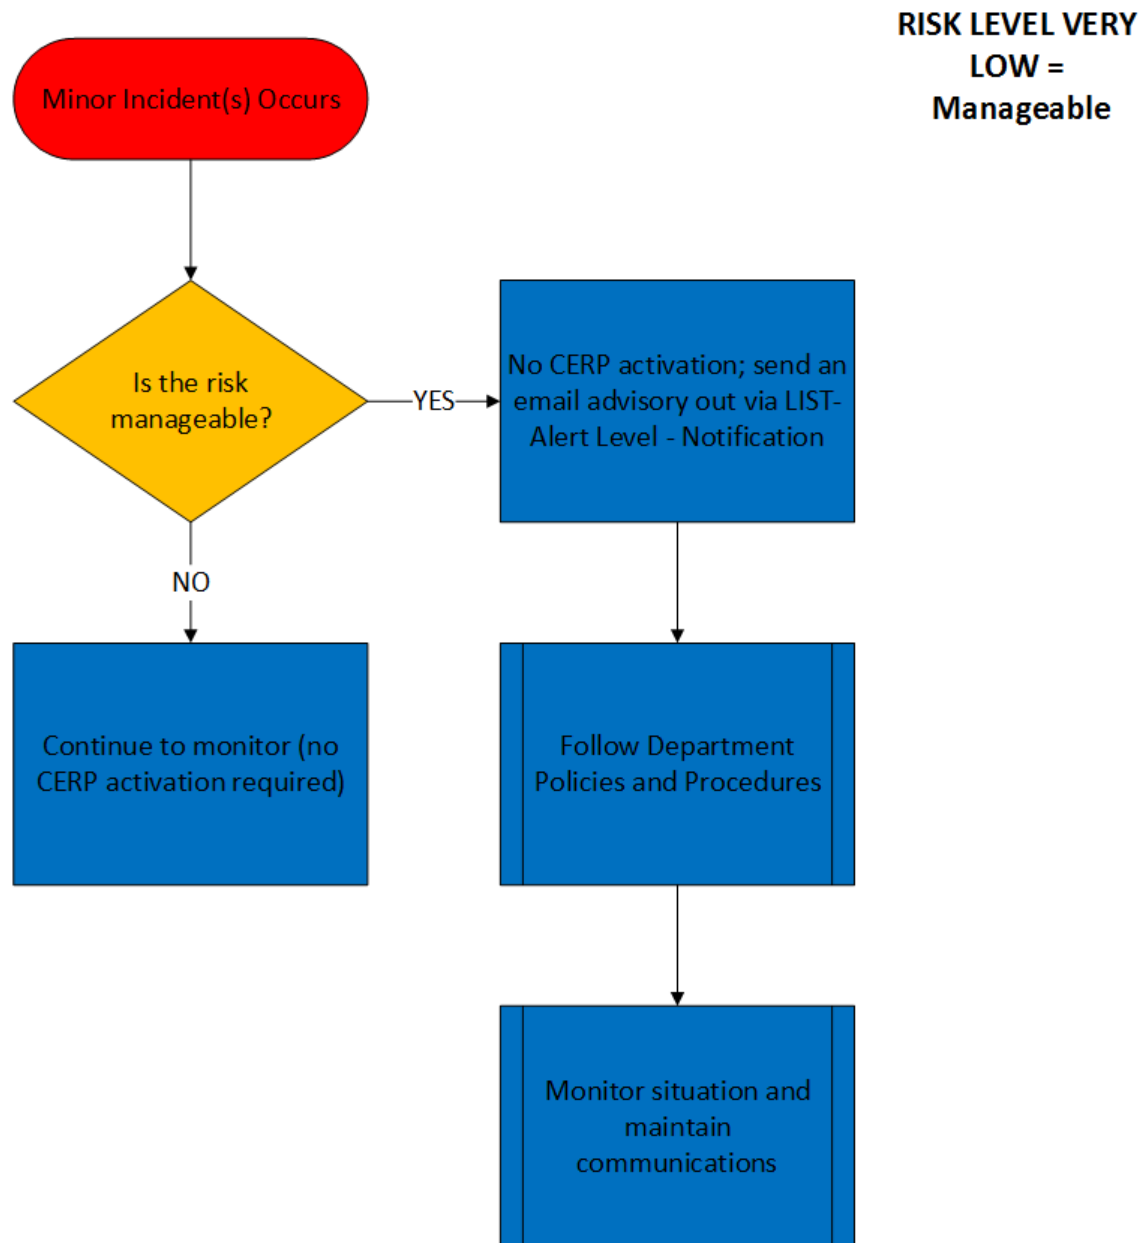 RISK LEVEL VERY
LOW =
Manageable
Minor Incident(s) Occurs
Is the risk
manageable?
YES
No CERP activation; send an
email advisory out via LIST-
Alert Level - Notification
NO
Continue to monitor (no
CERP activation required)
Follow Department
Policies and Procedures
Monitor situation and
maintain
communications